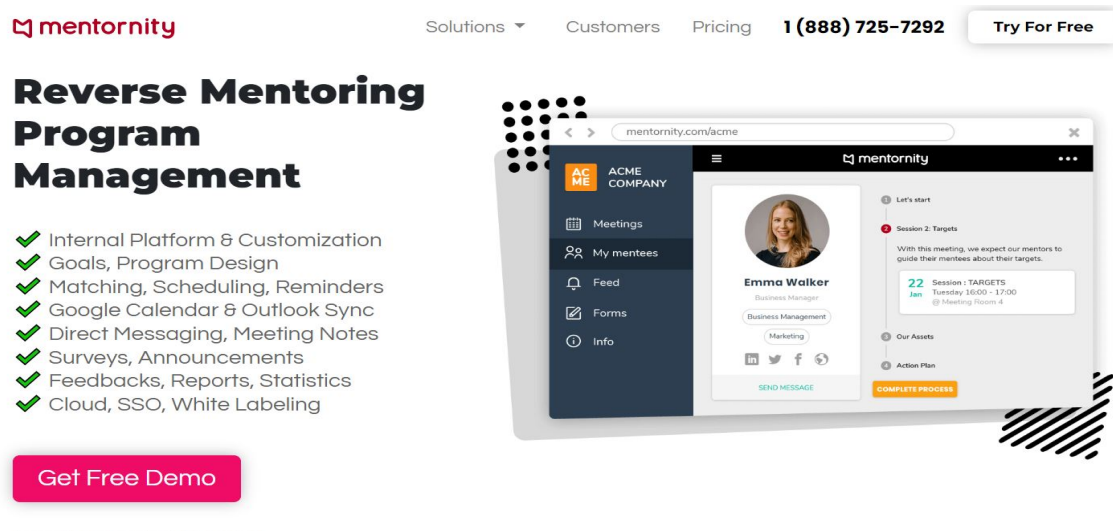 mentornity
Solutions
Customers
Pricing
1 (888) 725-7292
Try For Free
Reverse Mentoring
Program
Management
Internal Platform & Customization
Goals, Program Design
Matching, Scheduling, Reminders
Google Calendar & Outlook Sync
Direct Messaging, Meeting Notes
Surveys, Announcements
Feedbacks, Reports, Statistics
Cloud, SSO, White Labeling
Get Free Demo
mentornity.com/acme
AC
ME
ACME
COMPANY
Meetings
My mentees
Feed
Forms
Info
mentornity
Emma Walker
Business Manager
Business Management
Marketing
SEND MESSAGE
1 Let's start
2 Session 2: Targets
With this meeting, we expect our mentors to
guide their mentees about their targets.
22 Session : TARGETS
Jan Tuesday 16:00 - 17:00
@ Meeting Room 4
3 Our Assets
4 Action Plan
COMPLETE PROCESS